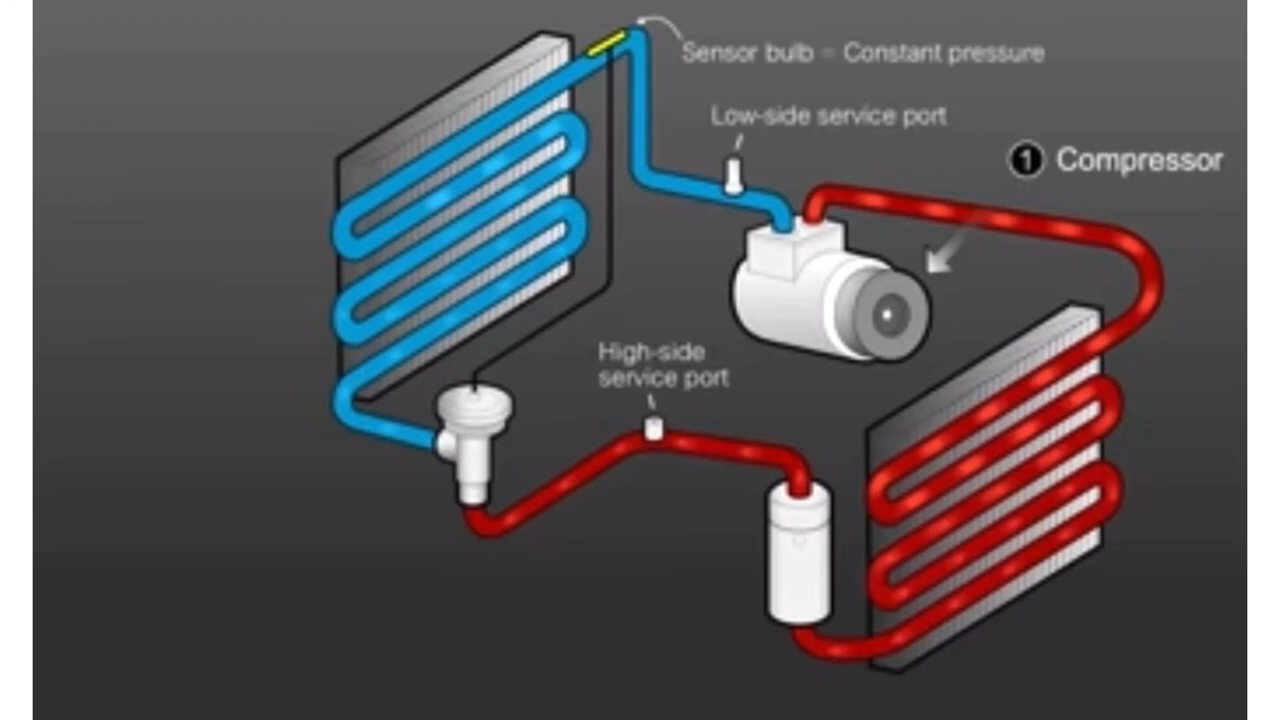 Sensor bulb - Constant pressure
Low-side service port
1 Compressor
High-side
service port